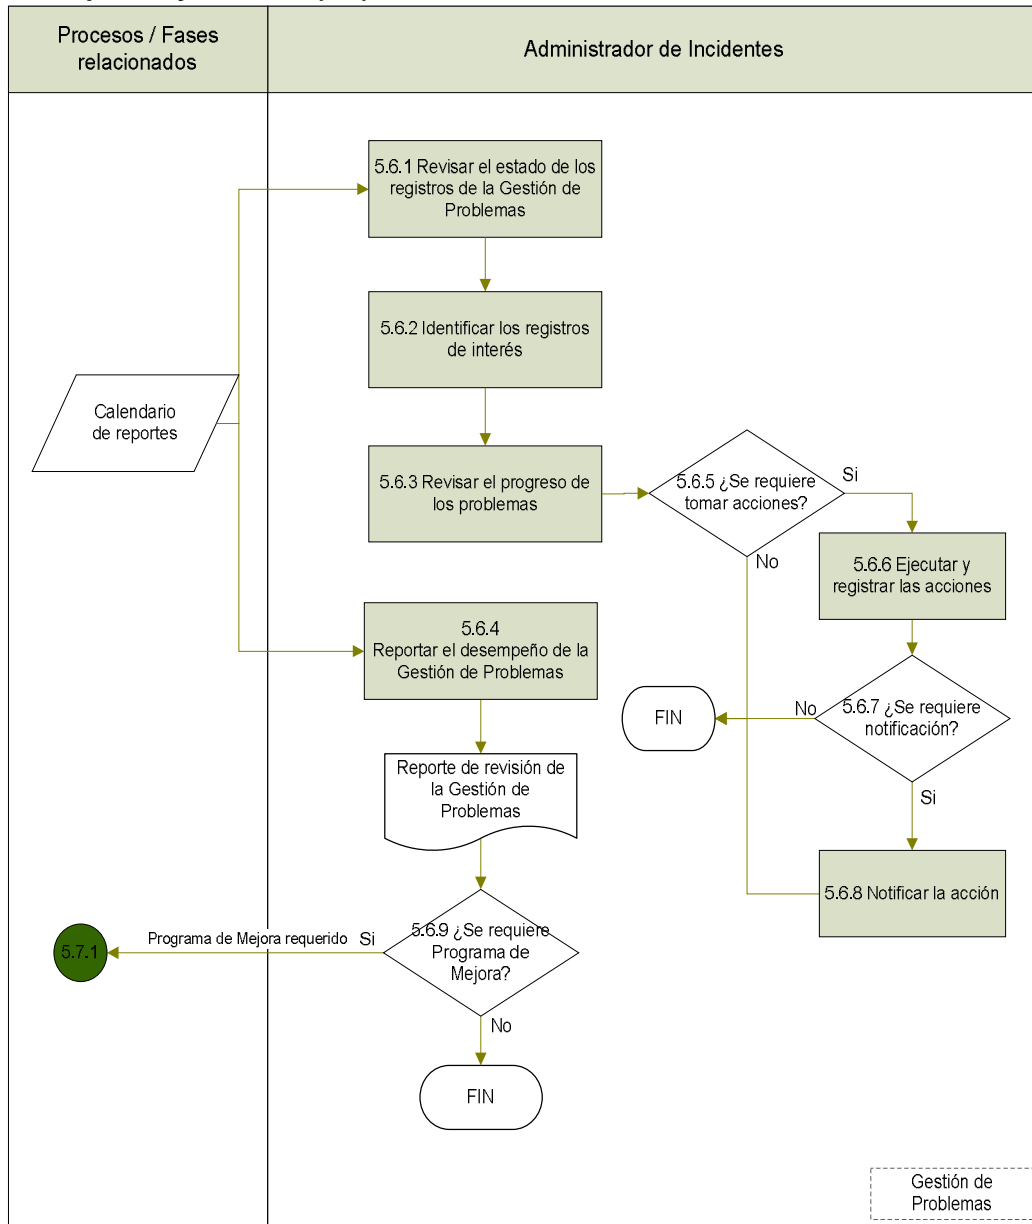 Procesos / Fases
relacionados
Administrador de Incidentes
5.6.1 Revisar el estado de los
registros de la Gestión de
Problemas
5.6.2 Identificar los registros
de interés
Calendario
de reportes
5.6.3 Revisar el progreso de
los problemas
5.6.5 ¿Se requiere
tomar acciones?
Si
No
5.6.6 Ejecutar y
registrar las acciones
5.6.4
Reportar el desempeño de la
Gestión de Problemas
5.6.7 ¿Se requiere
notificación?
No
FIN
Si
Reporte de revisión de
la Gestión de
Problemas
5.6.8 Notificar la acción
5.6.9 ¿Se requiere
Programa de
Mejora?
Si
Programa de Mejora requerido
5.7.1
No
FIN
Gestión de
Problemas